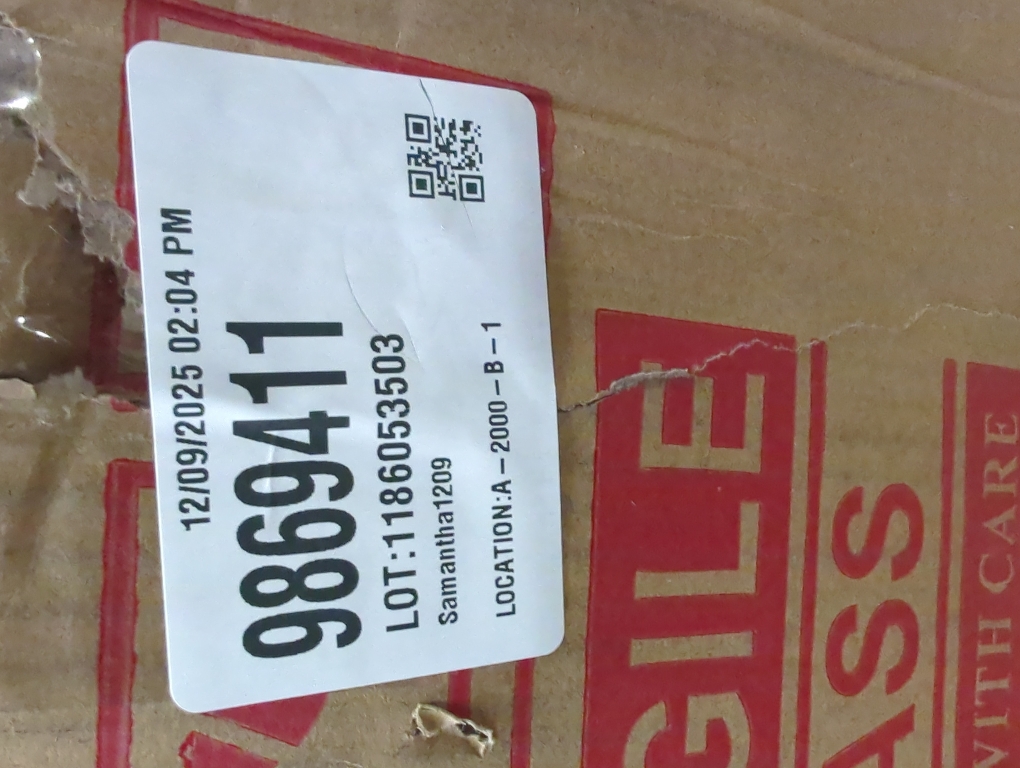 12/09/2025 02:04 PM
9869411
LOT:1186053503
Samantha1209
LOCATION:A-2000-B-1
GILE
ASS
WITH CARE